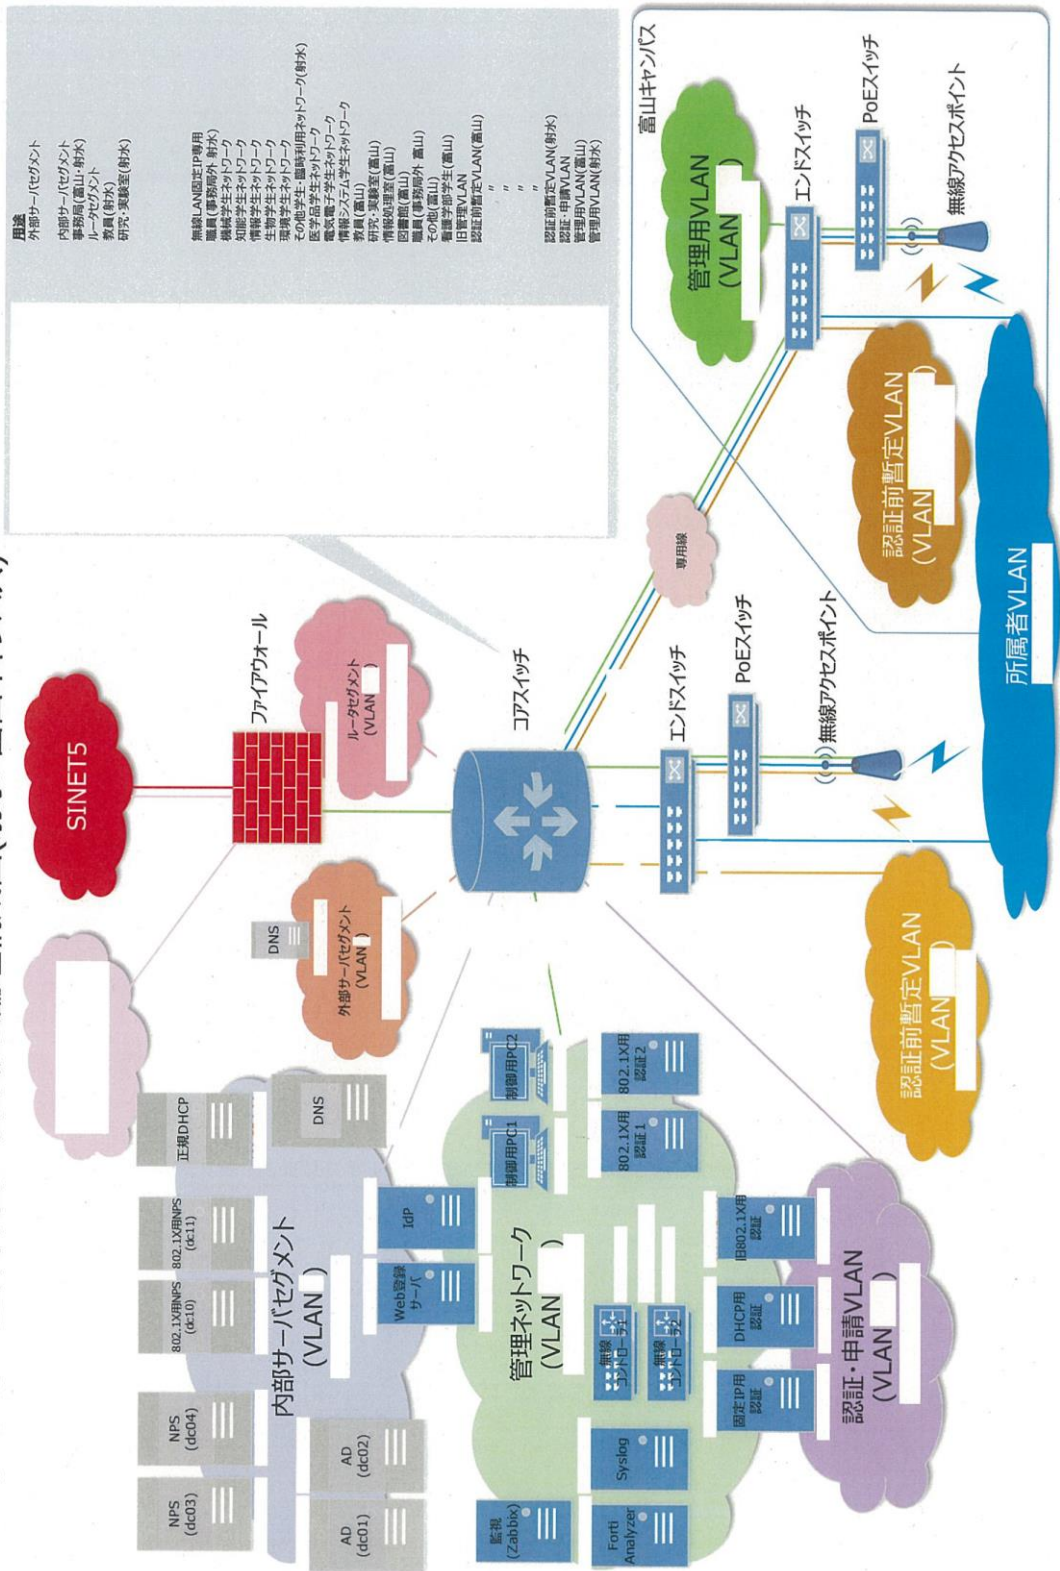 SINET5
ファイアウォール
ルータセグメント
(VLAN )
DNS
外部サーバセグメント
(VLAN )
コアスイッチ
用途
外部サーバセグメント
内部サーバセグメント
事務局(富山・射水)
ルータセグメント
教員(射水)
研究・実験室(射水)
無線LAN固定IP専用
職員(事務局外 射水)
機械学生ネットワーク
知能学生ネットワーク
情報学生ネットワーク
生物学生ネットワーク
環境学生ネットワーク
その他学生・臨時利用ネットワーク(射水)
医学品学生ネットワーク
電気電子学生ネットワーク
情報システム学生ネットワーク
教員(富山)
研究・実験室(富山)
情報処理室(富山)
図書館(富山)
職員(事務局外 富山)
その他(富山)
看護学部学生(富山)
旧管理VLAN
認証前暫定VLAN(富山)
〃
〃
〃
〃
認証前暫定VLAN(射水)
認証・申請VLAN
管理用VLAN(富山)
管理用VLAN(射水)
NPS
(dc03)
NPS
(dc04)
802.1X用NPS
(dc10)
802.1X用NPS
(dc11)
正規DHCP
内部サーバセグメント
(VLAN )
AD
(dc01)
AD
(dc02)
DNS
Web登録
サーバ
IdP
監視
(Zabbix)
管理ネットワーク
(VLAN )
制御用PC1
制御用PC2
Forti
Analyzer
Syslog
無線
コントローラ1
無線
コントローラ2
802.1X用
認証1
802.1X用
認証2
固定IP用
認証
DHCP用
認証
旧802.1X用
認証
認証・申請VLAN
(VLAN )
エンドスイッチ
PoEスイッチ
無線アクセスポイント
認証前暫定VLAN
(VLAN )
専用線
富山キャンパス
管理用VLAN
(VLAN )
エンドスイッチ
PoEスイッチ
無線アクセスポイント
認証前暫定VLAN
(VLAN )
所属者VLAN